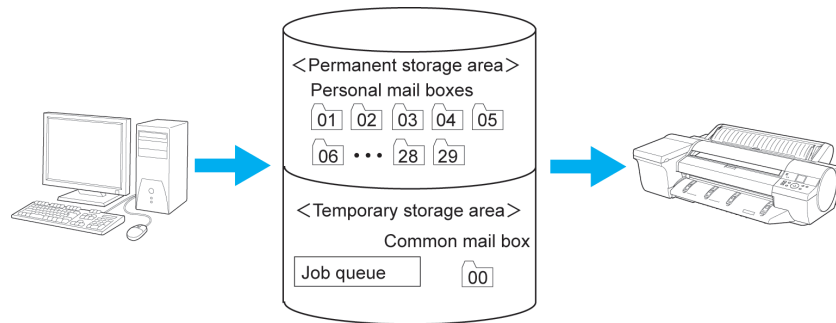 ＜Permanent storage area＞
Personal mail boxes
01 02 03 04 05
06 • • • 28 29
＜Temporary storage area＞
Common mail box
Job queue 00